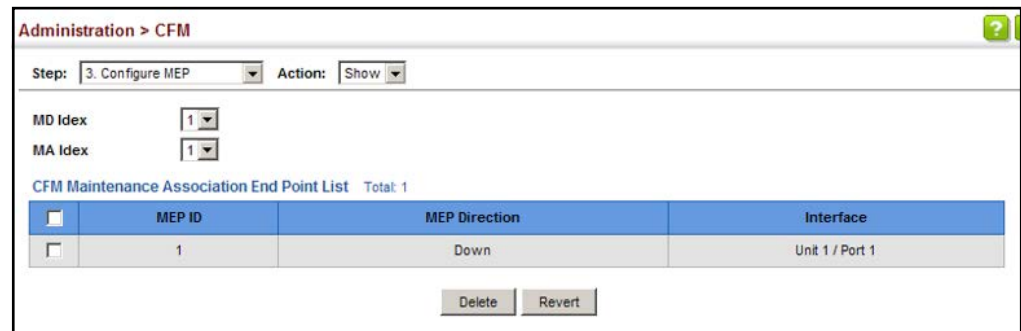 Administration > CFM
?
Step: 3. Configure MEP Action: Show
MD Idex 1
MA Idex 1
CFM Maintenance Association End Point List Total: 1
MEP ID MEP Direction Interface
1 Down Unit 1 / Port 1
Delete Revert